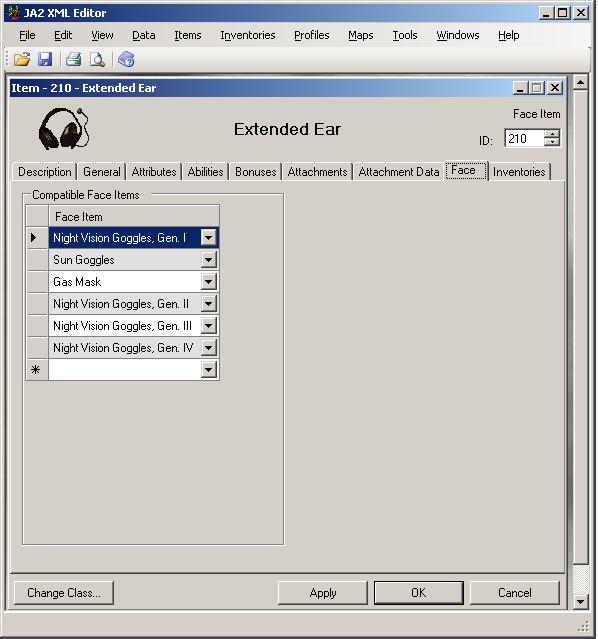 JA2 XML Editor
File Edit View Data Items Inventories Profiles Maps Tools Windows Help
Item - 210 - Extended Ear
Face Item
Extended Ear
ID: 210
Description General Attributes Abilities Bonuses Attachments Attachment Data Face Inventories
Compatible Face Items
Face Item
Night Vision Goggles, Gen. I
Sun Goggles
Gas Mask
Night Vision Goggles, Gen. II
Night Vision Goggles, Gen. III
Night Vision Goggles, Gen. IV
Change Class... Apply OK Cancel